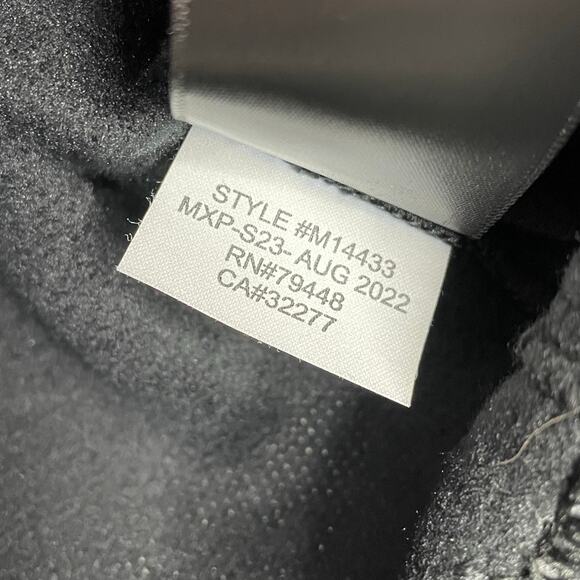 STYLE #M14433
MXP-S23- AUG 2022
RN#79448
CA#32277